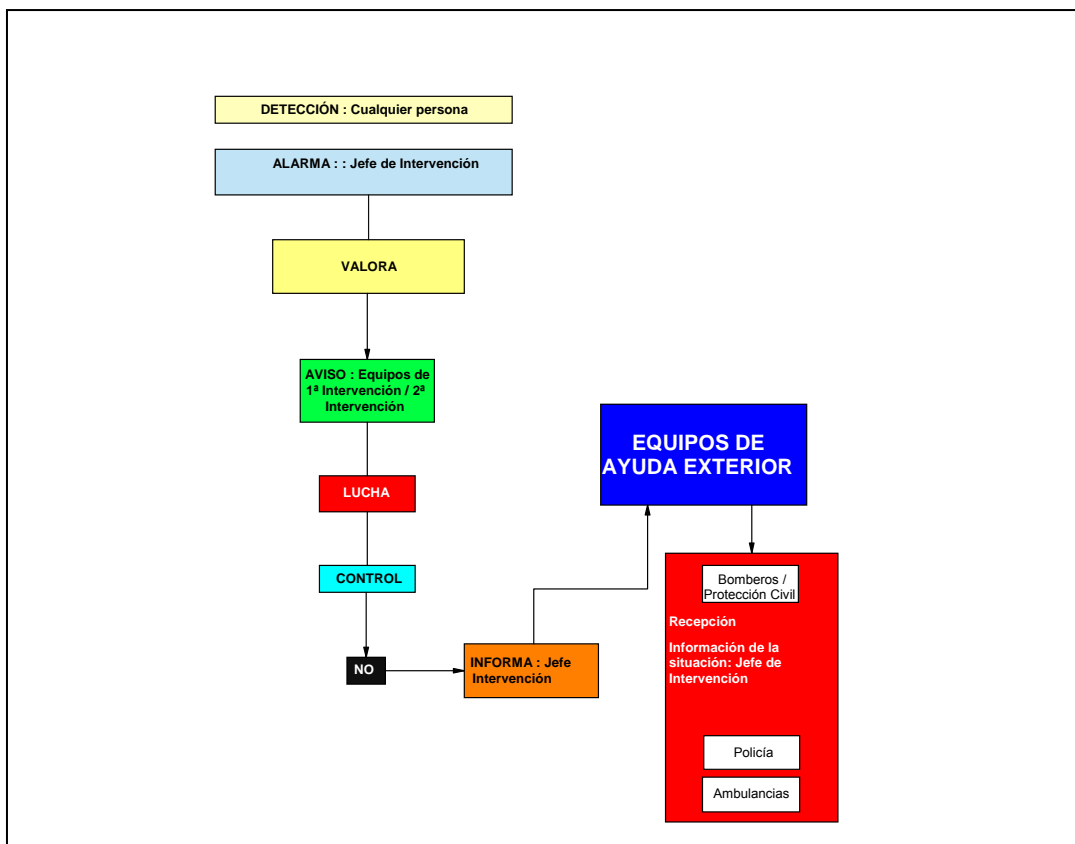 DETECCIÓN : Cualquier persona
ALARMA : : Jefe de Intervención
VALORA
AVISO : Equipos de
1ª Intervención / 2ª
Intervención
LUCHA
CONTROL
NO
INFORMA : Jefe
Intervención
EQUIPOS DE
AYUDA EXTERIOR
Bomberos /
Protección Civil
Recepción
Información de la
situación: Jefe de
Intervención
Policía
Ambulancias